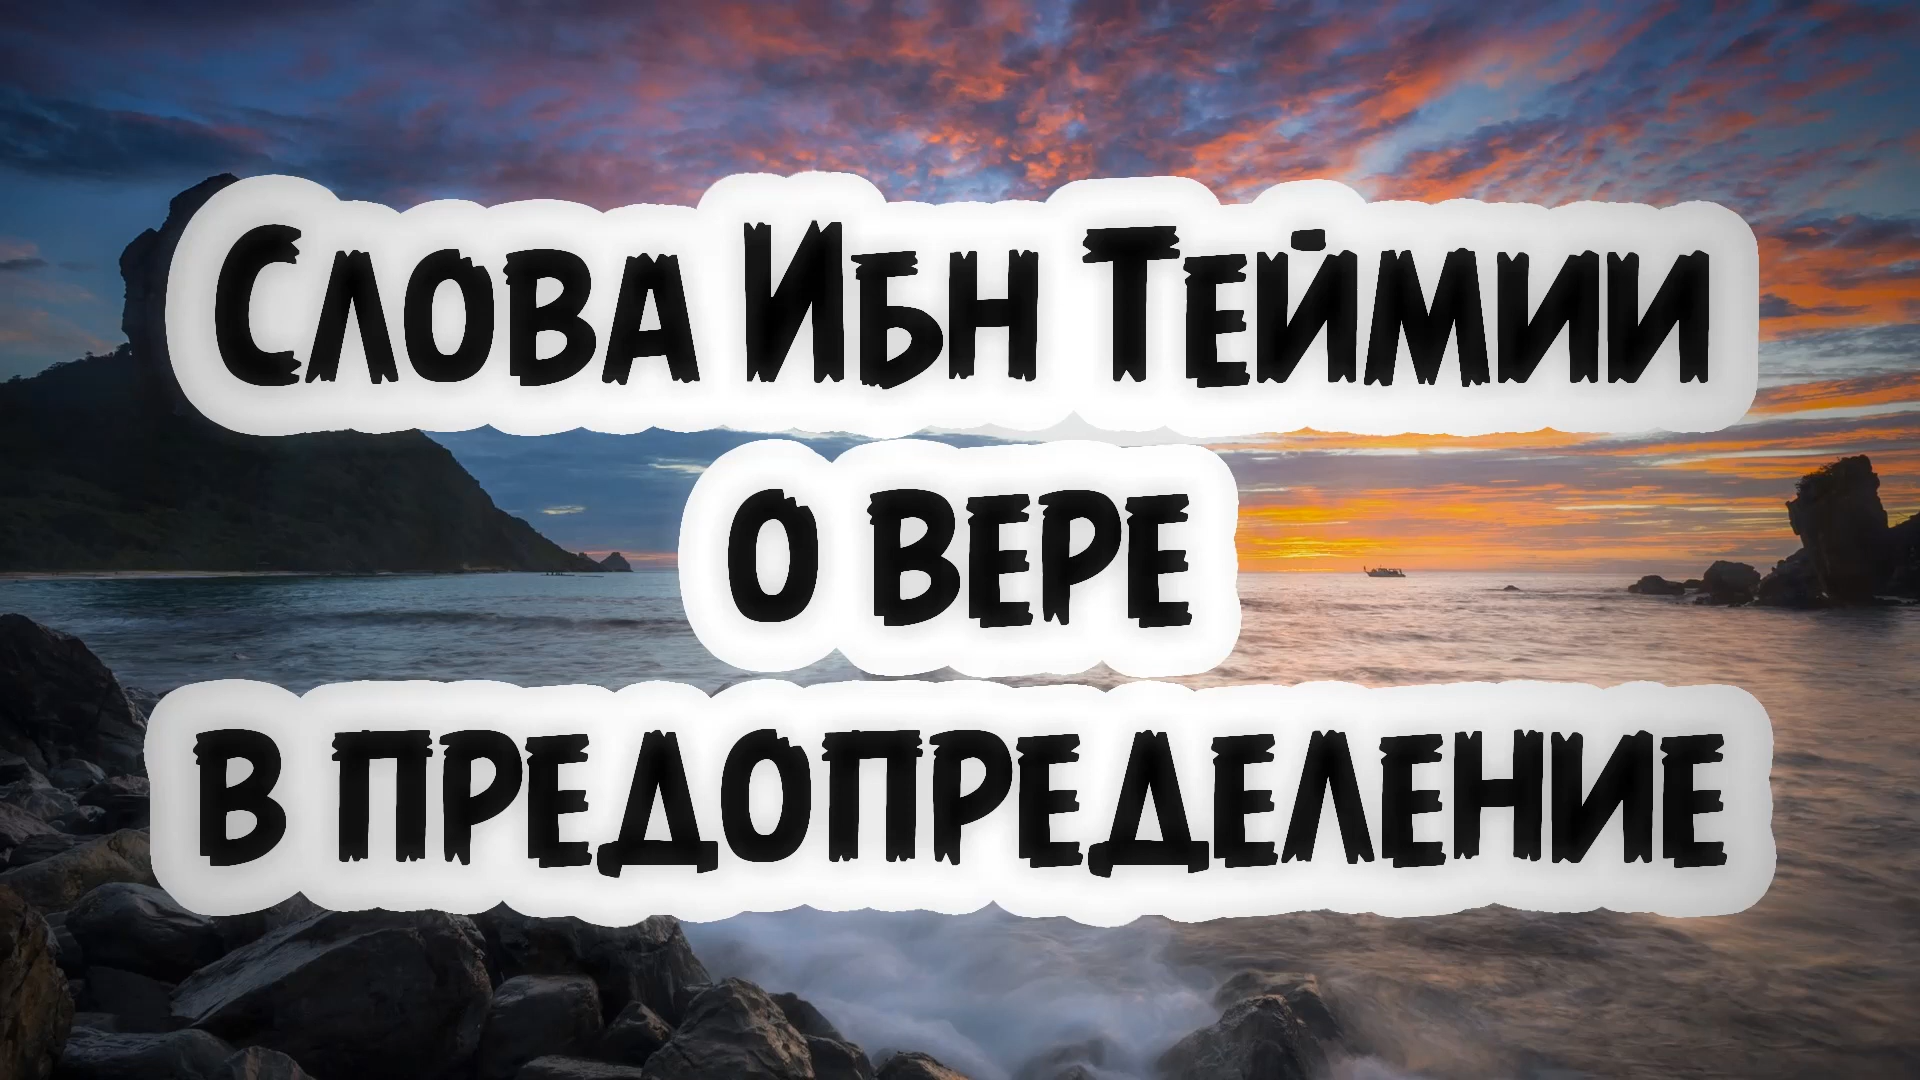 Слова Ибн Теймии
о вере
в предопределение